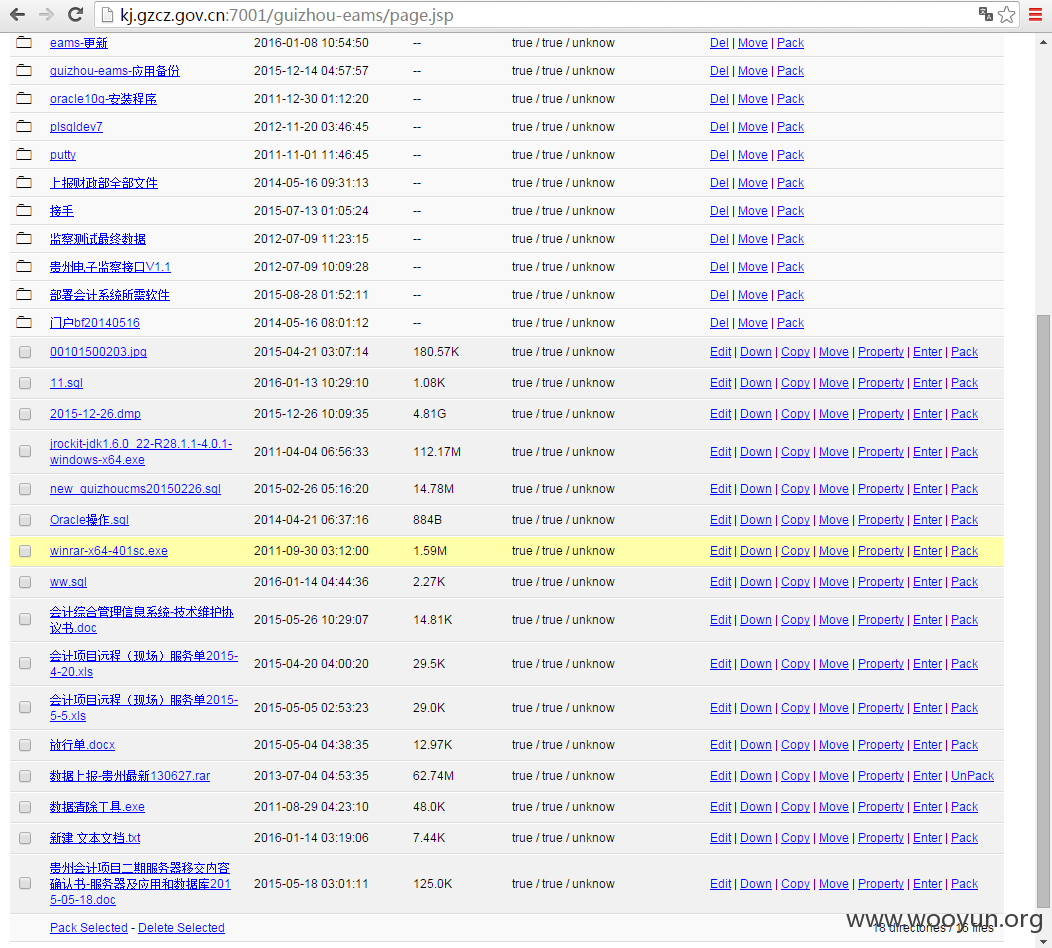 kj.gzcz.gov.cn:7001/guizhou-eams/page.jsp
eams-更新 2016-01-08 10:54:50 -- true / true / unknow Del | Move | Pack
guizhou-eams-应用备份 2015-12-14 04:57:57 -- true / true / unknow Del | Move | Pack
oracle10g-安装程序 2011-12-30 01:12:20 -- true / true / unknow Del | Move | Pack
plsqldev7 2012-11-20 03:46:45 -- true / true / unknow Del | Move | Pack
putty 2011-11-01 11:46:45 -- true / true / unknow Del | Move | Pack
上报财政部全部文件 2014-05-16 09:31:13 -- true / true / unknow Del | Move | Pack
接手 2015-07-13 01:05:24 -- true / true / unknow Del | Move | Pack
监察测试最终数据 2012-07-09 11:23:15 -- true / true / unknow Del | Move | Pack
贵州电子监察接口V1.1 2012-07-09 10:09:28 -- true / true / unknow Del | Move | Pack
部署会计系统所需软件 2015-08-28 01:52:11 -- true / true / unknow Del | Move | Pack
门户bf20140516 2014-05-16 08:01:12 -- true / true / unknow Del | Move | Pack
00101500203.jpg 2015-04-21 03:07:14 180.57K true / true / unknow Edit | Down | Copy | Move | Property | Enter | Pack
11.sql 2016-01-13 10:29:10 1.08K true / true / unknow Edit | Down | Copy | Move | Property | Enter | Pack
2015-12-26.dmp 2015-12-26 10:09:35 4.81G true / true / unknow Edit | Down | Copy | Move | Property | Enter | Pack
jrockit-jdk1.6.0_22-R28.1.1-4.0.1-
windows-x64.exe 2011-04-04 06:56:33 112.17M true / true / unknow Edit | Down | Copy | Move | Property | Enter | Pack
new_guizhoucms20150226.sql 2015-02-26 05:16:20 14.78M true / true / unknow Edit | Down | Copy | Move | Property | Enter | Pack
Oracle操作.sql 2014-04-21 06:37:16 884B true / true / unknow Edit | Down | Copy | Move | Property | Enter | Pack
winrar-x64-401sc.exe 2011-09-30 03:12:00 1.59M true / true / unknow Edit | Down | Copy | Move | Property | Enter | Pack
ww.sql 2016-01-14 04:44:36 2.27K true / true / unknow Edit | Down | Copy | Move | Property | Enter | Pack
会计综合管理信息系统-技术维护协
议书.doc 2015-05-26 10:29:07 14.81K true / true / unknow Edit | Down | Copy | Move | Property | Enter | Pack
会计项目远程（现场）服务单2015-
4-20.xls 2015-04-20 04:00:20 29.5K true / true / unknow Edit | Down | Copy | Move | Property | Enter | Pack
会计项目远程（现场）服务单2015-
5-5.xls 2015-05-05 02:53:23 29.0K true / true / unknow Edit | Down | Copy | Move | Property | Enter | Pack
放行单.docx 2015-05-04 04:38:35 12.97K true / true / unknow Edit | Down | Copy | Move | Property | Enter | Pack
数据上报-贵州最新130627.rar 2013-07-04 04:53:35 62.74M true / true / unknow Edit | Down | Copy | Move | Property | Enter | UnPack
数据清除工具.exe 2011-08-29 04:23:10 48.0K true / true / unknow Edit | Down | Copy | Move | Property | Enter | Pack
新建 文本文档.txt 2016-01-14 03:19:06 7.44K true / true / unknow Edit | Down | Copy | Move | Property | Enter | Pack
贵州会计项目二期服务器移交内容
确认书-服务器及应用和数据库201
5-05-18.doc 2015-05-18 03:01:11 125.0K true / true / unknow Edit | Down | Copy | Move | Property | Enter | Pack
Pack Selected - Delete Selected 18 directories / 16 files
www.wooyun.org